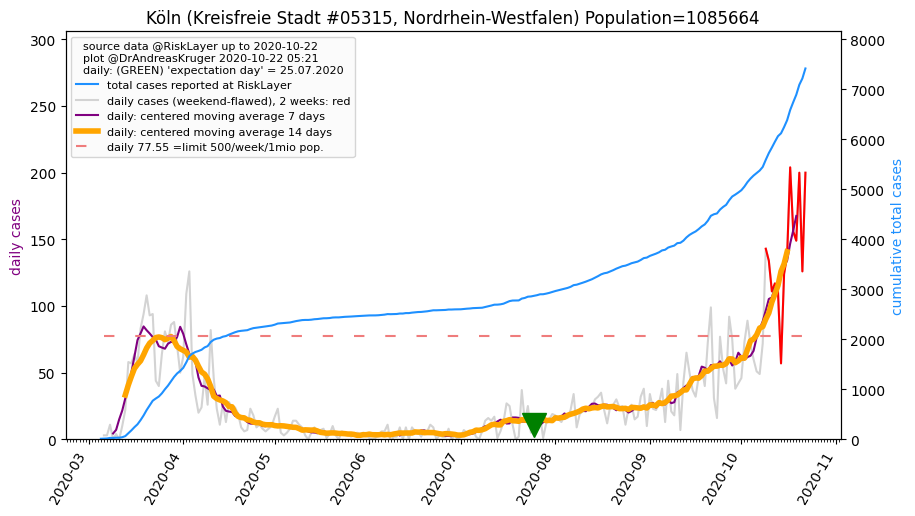 Köln (Kreisfreie Stadt #05315, Nordrhein-Westfalen) Population=1085664
source data @RiskLayer up to 2020-10-22
plot @DrAndreasKruger 2020-10-22 05:21
daily: (GREEN) 'expectation day' = 25.07.2020
total cases reported at RiskLayer
daily cases (weekend-flawed), 2 weeks: red
daily: centered moving average 7 days
daily: centered moving average 14 days
daily 77.55 =limit 500/week/1mio pop.
daily cases
300
250
200
150
100
50
0
8000
7000
6000
5000
4000
3000
2000
1000
0
cumulative total cases
2020-03
2020-04
2020-05
2020-06
2020-07
2020-08
2020-09
2020-10
2020-11